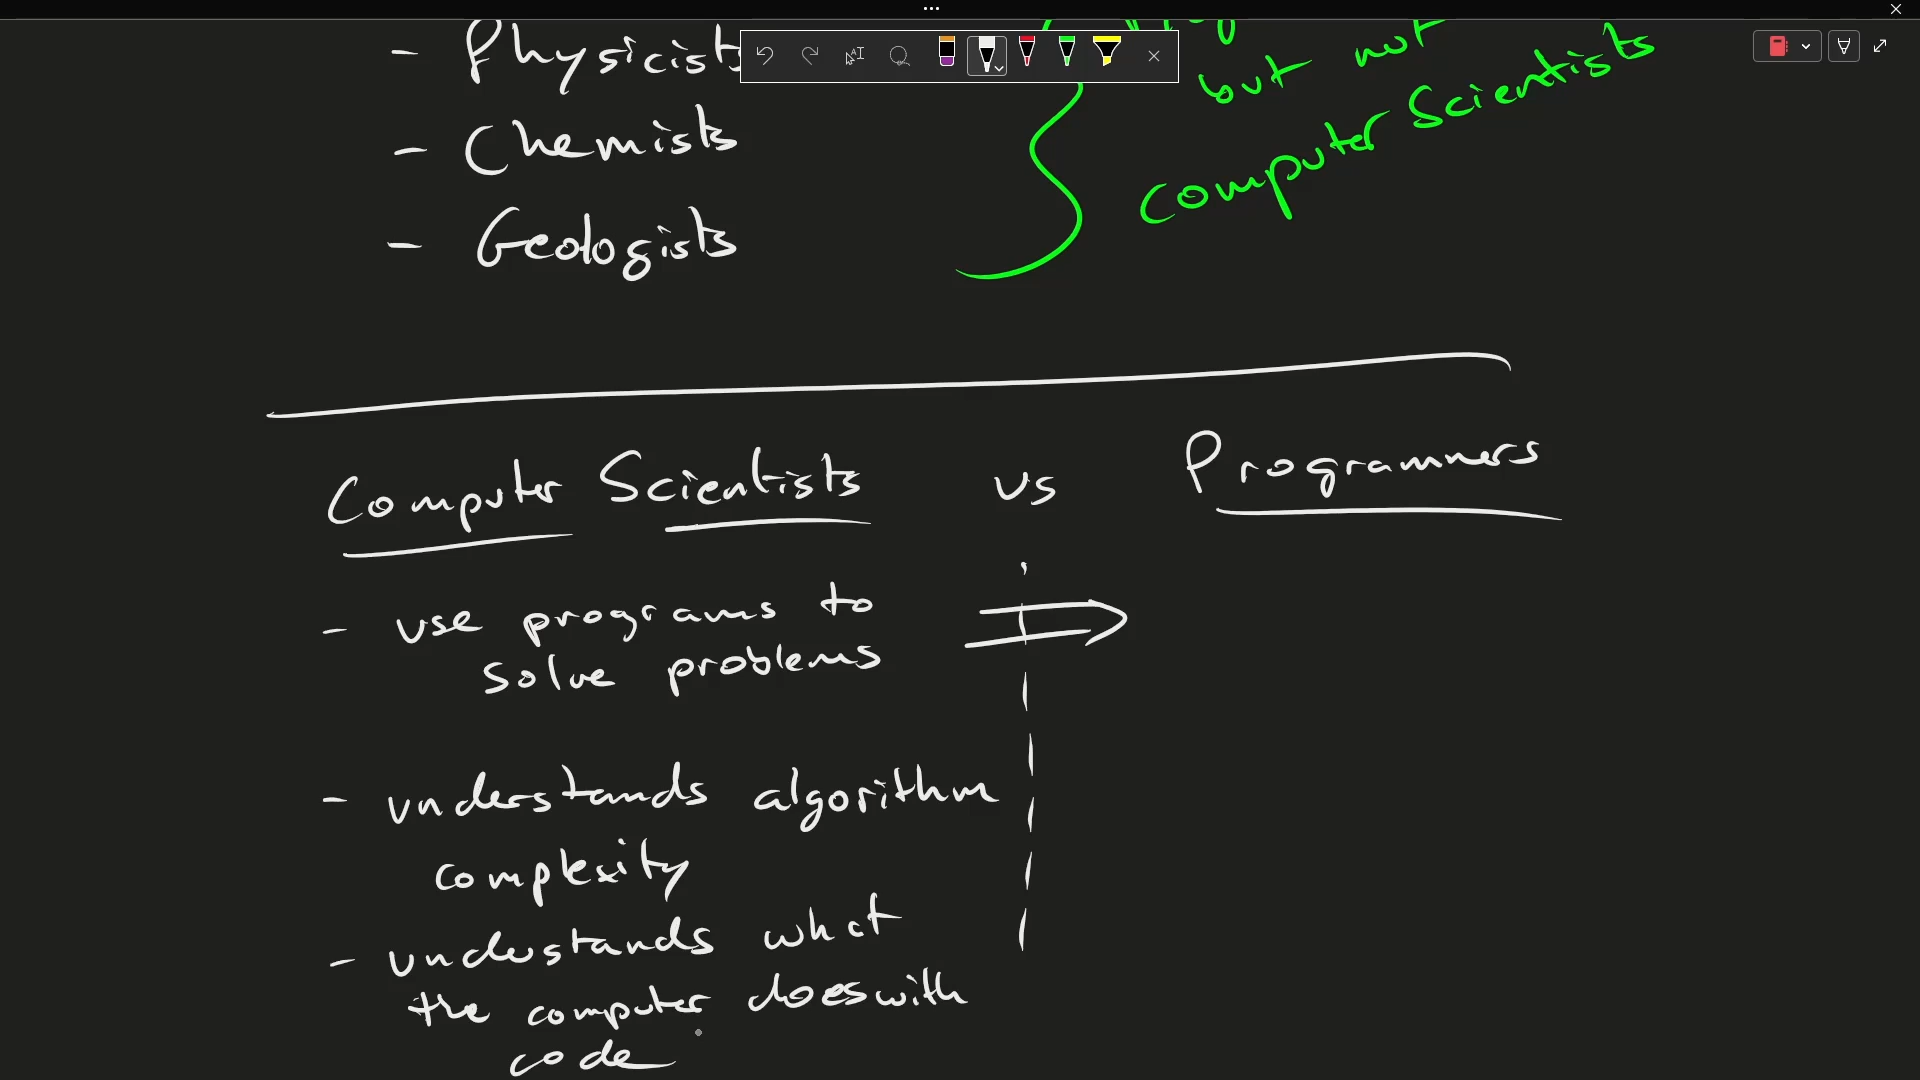 - Physicists
but not
- Chemists
Computer Scientists
- Geologists
Computer Scientists vs Programmers
- use programs to
solve problems
- understands algorithm
complexity
- understands what
the computer does with
code